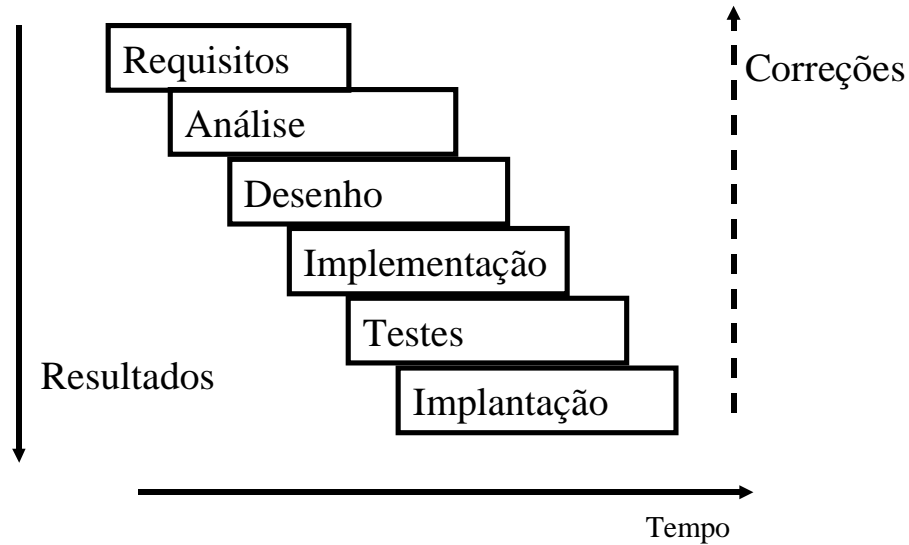 Requisitos
Correções
Análise
Desenho
Implementação
Testes
Resultados
Implantação
Tempo